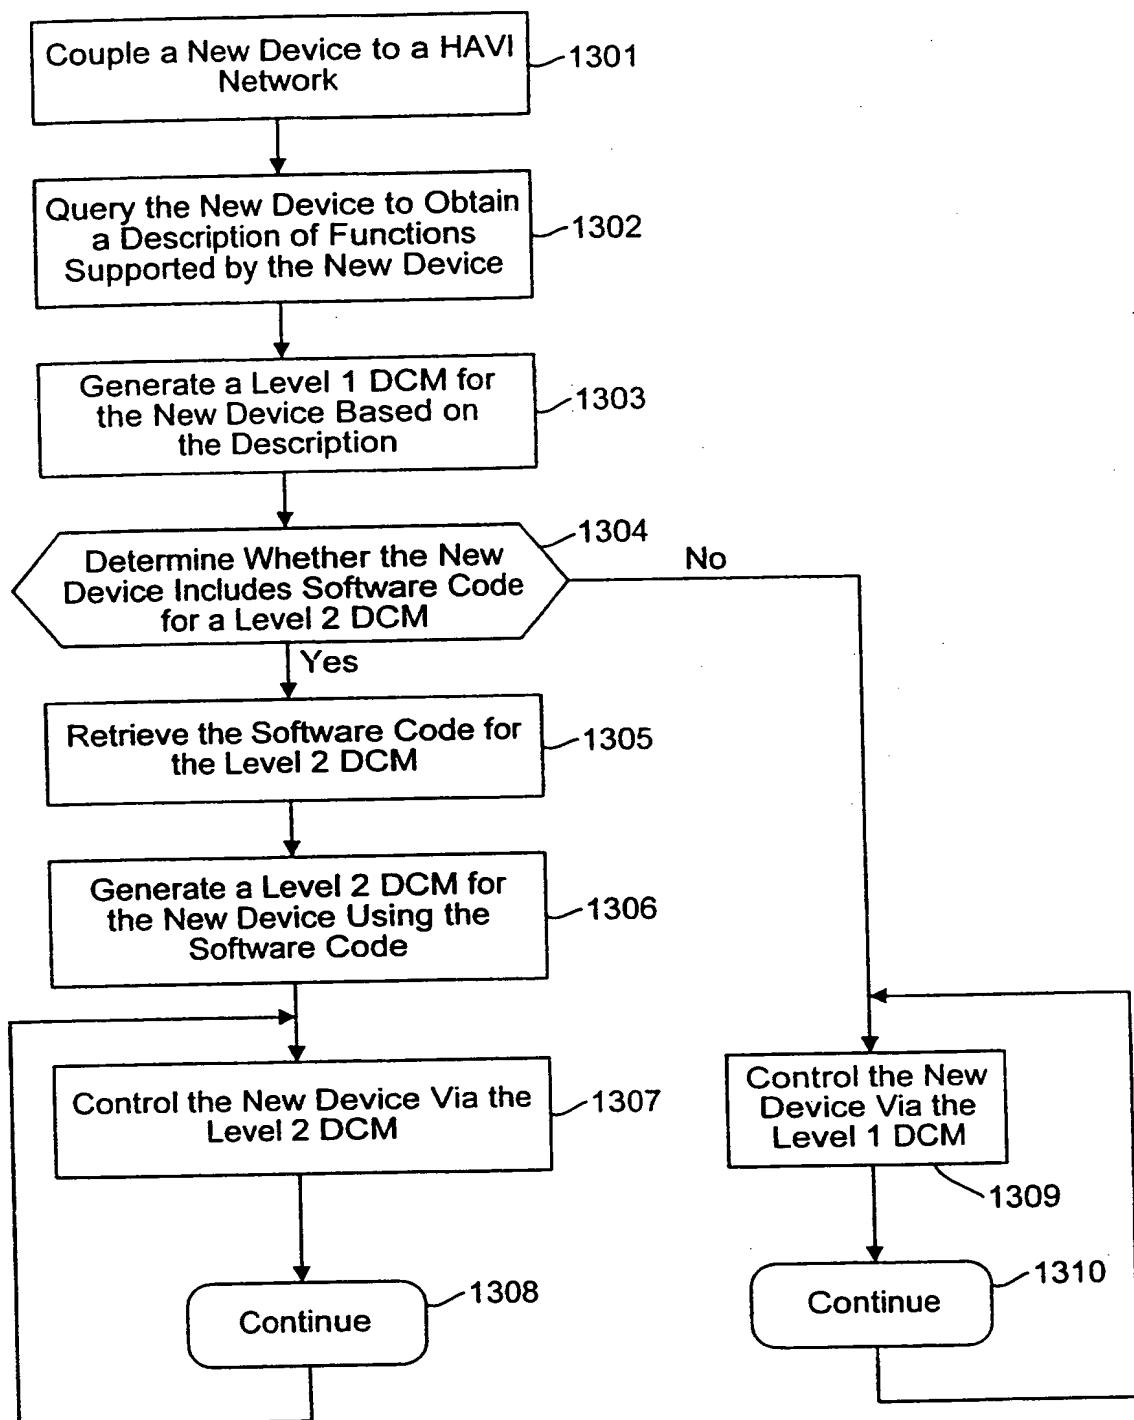 Couple a New Device to a HAVI
Network
1301
Query the New Device to Obtain
a Description of Functions
Supported by the New Device
1302
Generate a Level 1 DCM for
the New Device Based on
the Description
1303
Determine Whether the New
Device Includes Software Code
for a Level 2 DCM
1304
No
Yes
Retrieve the Software Code for
the Level 2 DCM
1305
Generate a Level 2 DCM for
the New Device Using the
Software Code
1306
Control the New Device Via the
Level 2 DCM
1307
Control the New
Device Via the
Level 1 DCM
1309
Continue
1308
Continue
1310